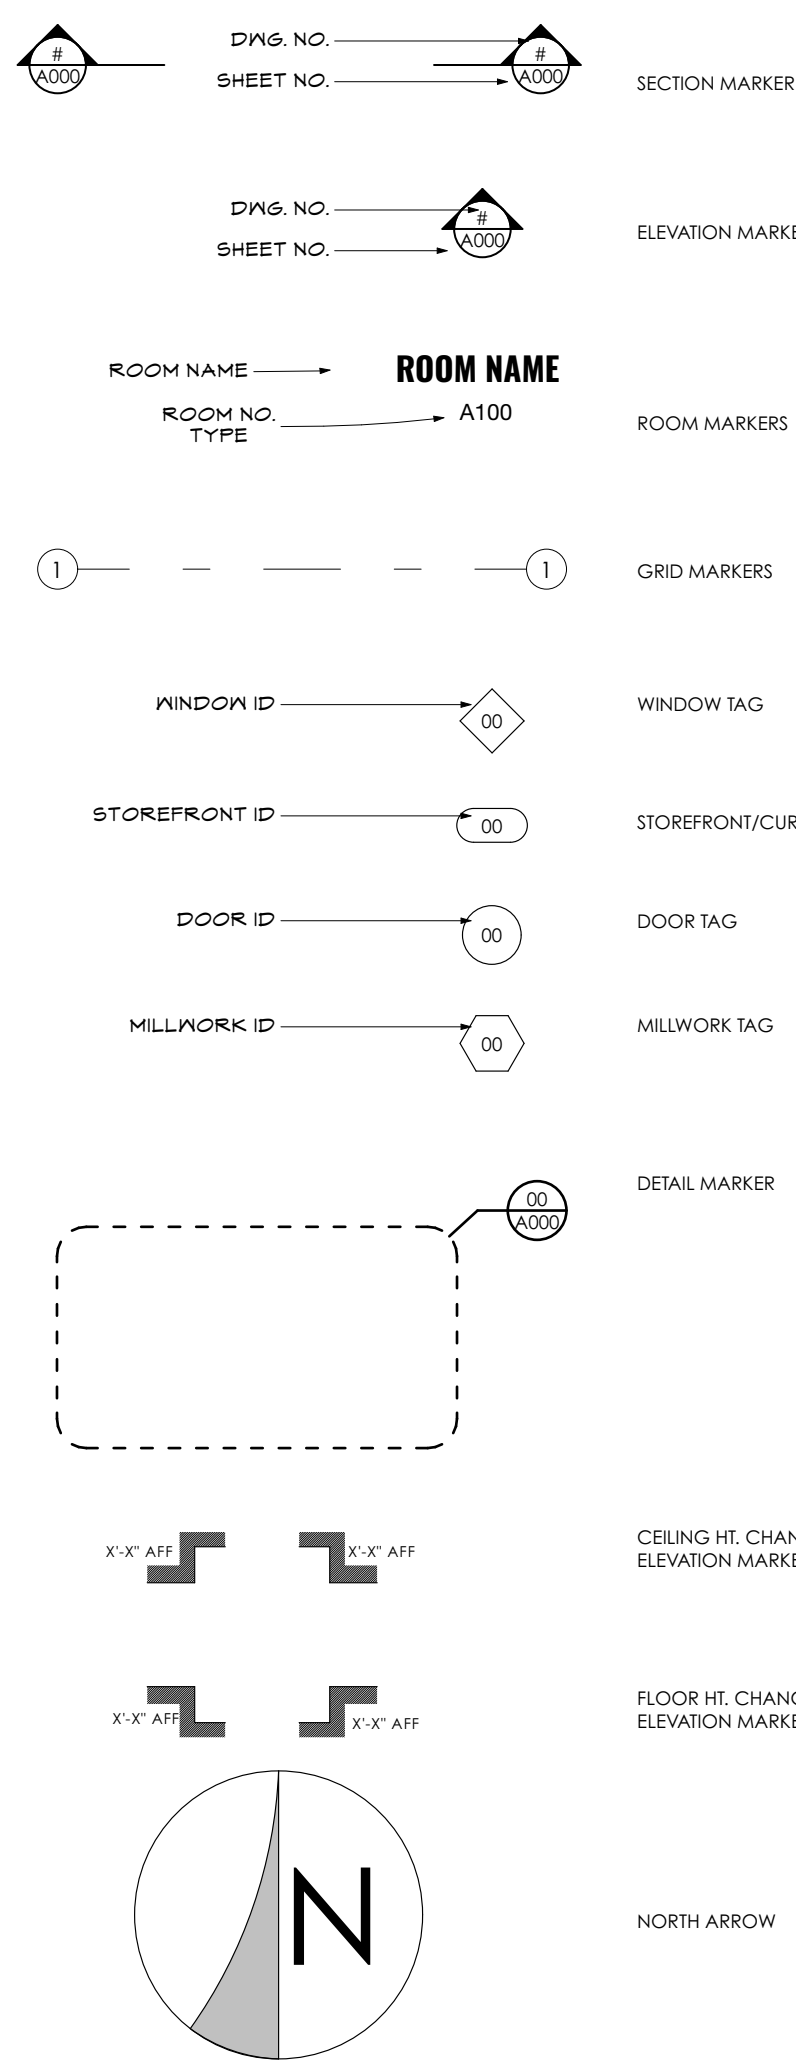 #
A000
DWG. NO.
SHEET NO.
#
A000
SECTION MARKER
DWG. NO.
SHEET NO.
#
A000
ELEVATION MARKE
ROOM NAME
ROOM NAME
ROOM NO.
TYPE
A100
ROOM MARKERS
1
1
GRID MARKERS
WINDOW ID
00
WINDOW TAG
STOREFRONT ID
00
STOREFRONT/CUR
DOOR ID
00
DOOR TAG
MILLWORK ID
00
MILLWORK TAG
00
A000
DETAIL MARKER
X'-X" AFF
X'-X" AFF
CEILING HT. CHAN
ELEVATION MARKE
X'-X" AFF
X'-X" AFF
FLOOR HT. CHANG
ELEVATION MARKE
N
NORTH ARROW